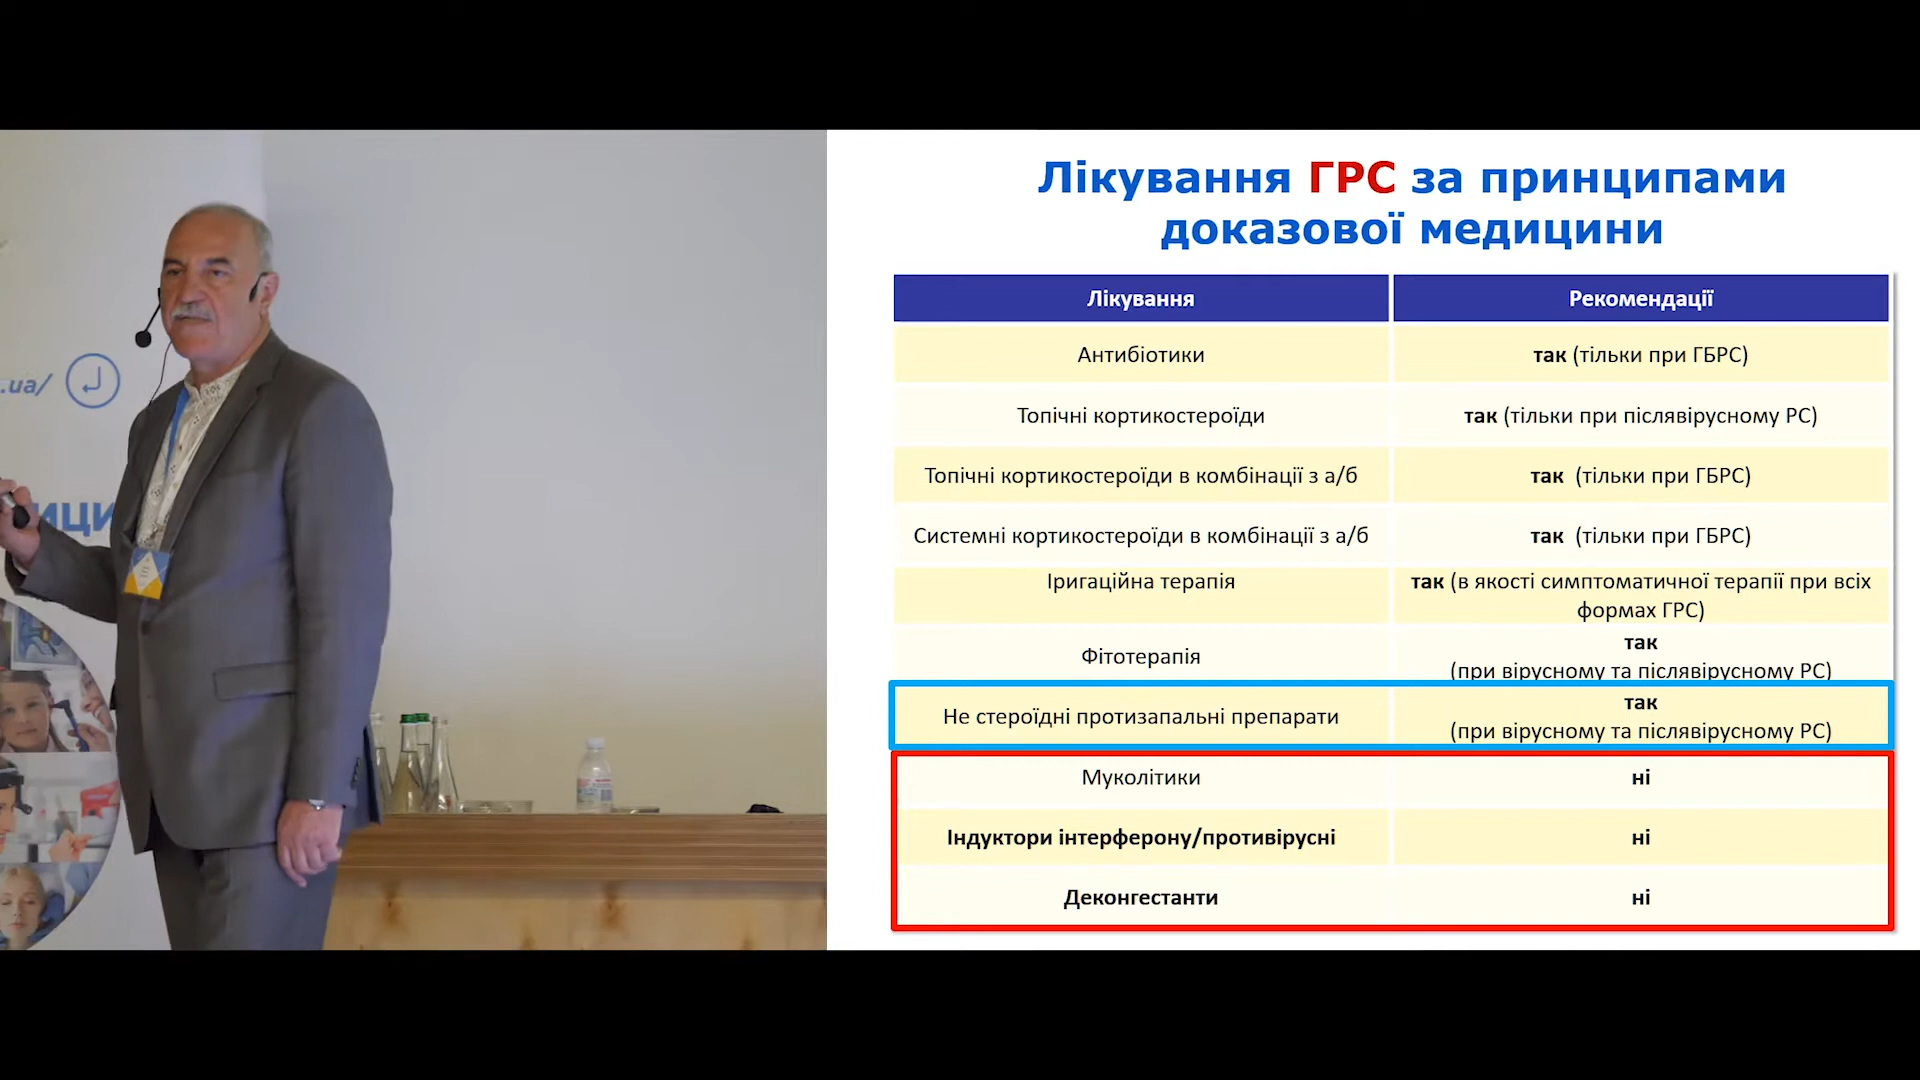 .ua/
ици
Лікування ГРС за принципами
доказової медицини
Лікування
Рекомендації
Антибіотики
так (тільки при ГБРС)
Топічні кортикостероїди
так (тільки при післявірусному РС)
Топічні кортикостероїди в комбінації з а/б
так (тільки при ГБРС)
Системні кортикостероїди в комбінації з а/б
так (тільки при ГБРС)
Іригаційна терапія
так (в якості симптоматичної терапії при всіх
формах ГРС)
Фітотерапія
так
(при вірусному та післявірусному РС)
Не стероїдні протизапальні препарати
так
(при вірусному та післявірусному РС)
Муколітики
ні
Індуктори інтерферону/противірусні
ні
Деконгестанти
ні